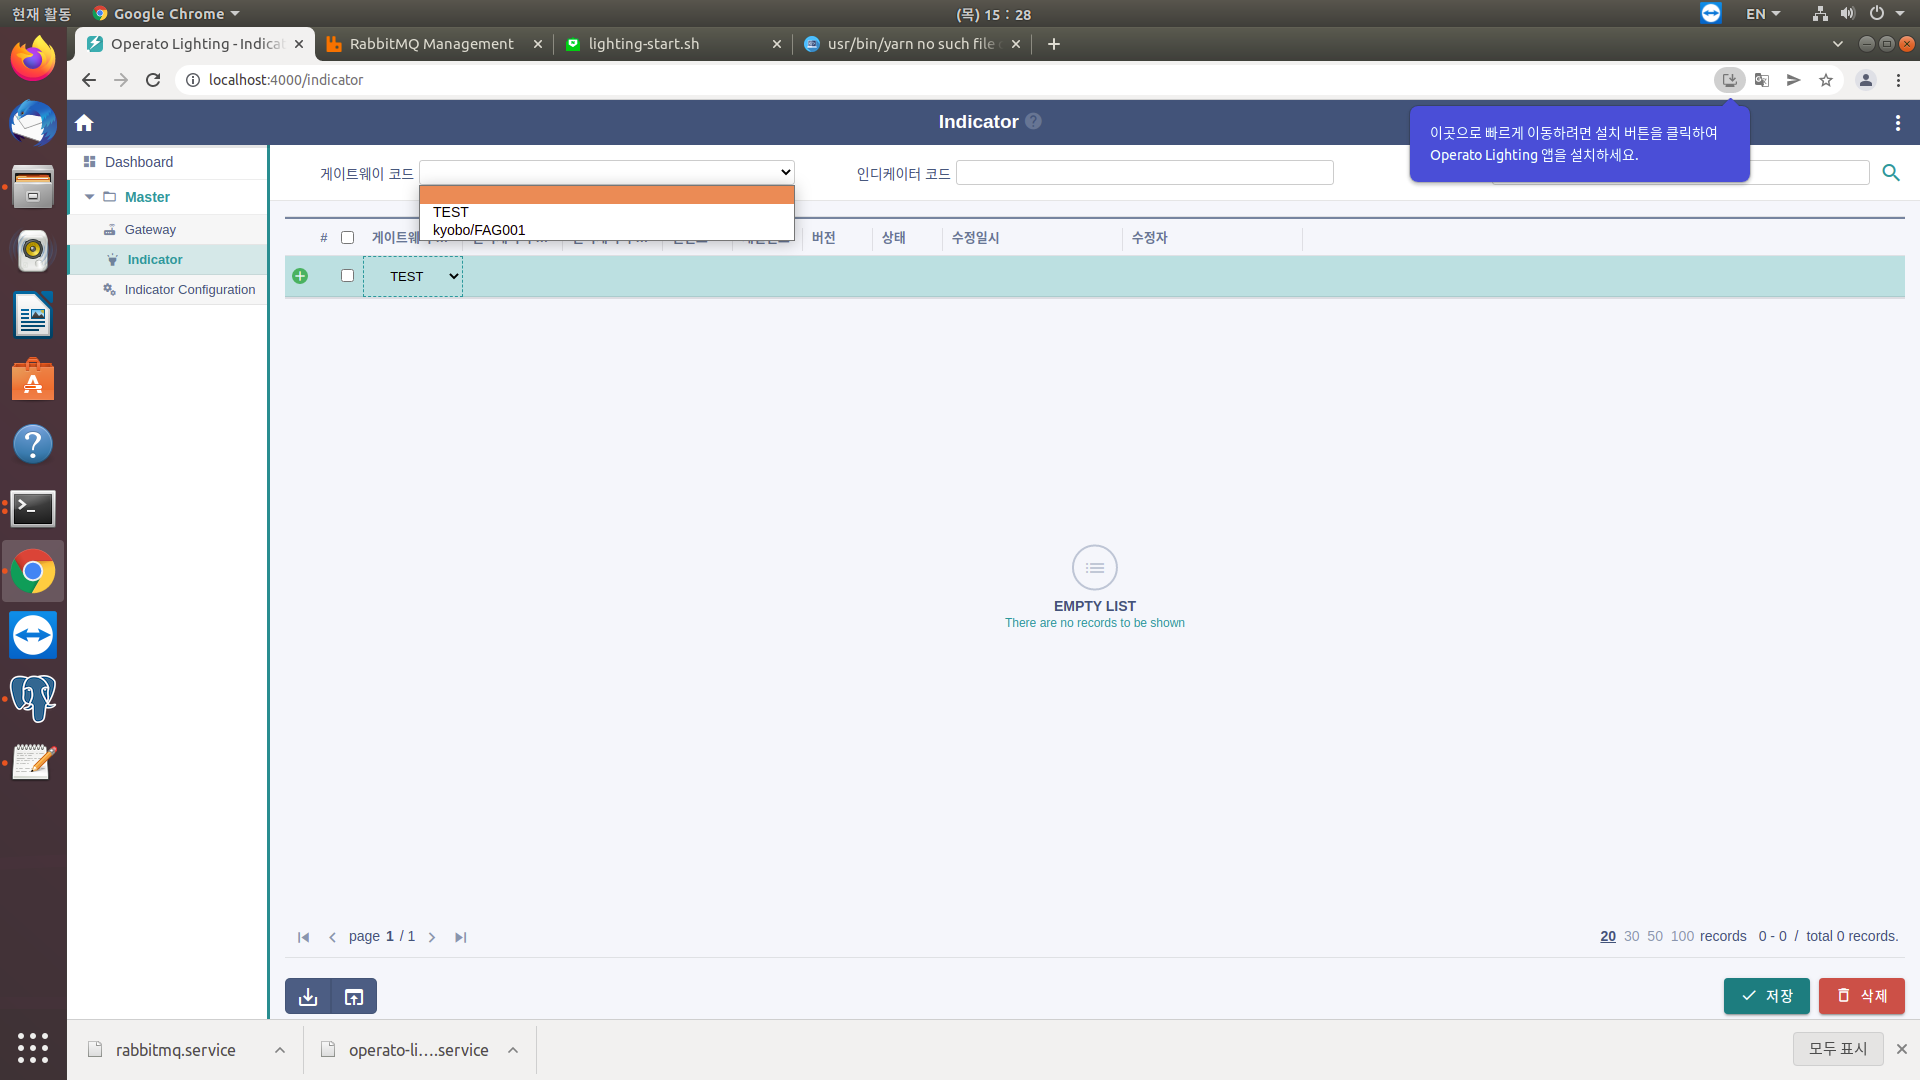 현재 활동
Google Chrome
(목) 15 : 28
EN
Operato Lighting - Indicat
RabbitMQ Management
lighting-start.sh
usr/bin/yarn no such file
localhost:4000/indicator
Indicator
이곳으로 빠르게 이동하려면 설치 버튼을 클릭하여
Operato Lighting 앱을 설치하세요.
Dashboard
Master
Gateway
Indicator
Indicator Configuration
게이트웨이 코드
인디케이터 코드
TEST
kyobo/FAG001
# 게이트웨이 버전 상태 수정일시 수정자
TEST
EMPTY LIST
There are no records to be shown
page 1 / 1
20 30 50 100 records 0 - 0 / total 0 records.
저장
삭제
rabbitmq.service
operato-li....service
모두 표시